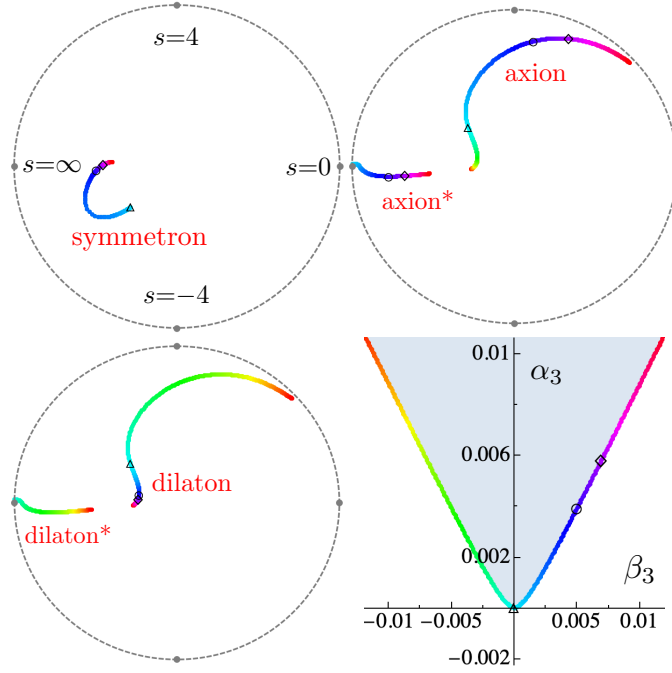 s=4
axion
s=∞
s=0
axion*
symmetron
s=−4
0.01
α₃
0.006
dilaton
dilaton*
0.002
β₃
−0.01 −0.005 0.005 0.01
−0.002